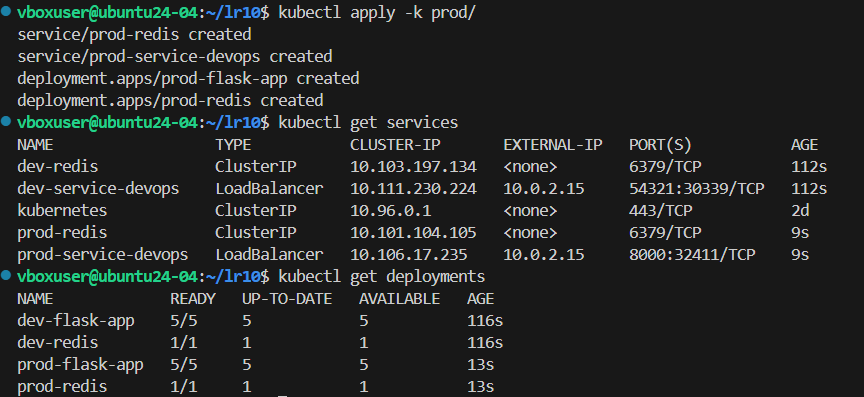 vboxuser@ubuntu24-04:~/lr10$ kubectl apply -k prod/
service/prod-redis created
service/prod-service-devops created
deployment.apps/prod-flask-app created
deployment.apps/prod-redis created
vboxuser@ubuntu24-04:~/lr10$ kubectl get services
NAME TYPE CLUSTER-IP EXTERNAL-IP PORT(S) AGE
dev-redis ClusterIP 10.103.197.134 <none> 6379/TCP 112s
dev-service-devops LoadBalancer 10.111.230.224 10.0.2.15 54321:30339/TCP 112s
kubernetes ClusterIP 10.96.0.1 <none> 443/TCP 2d
prod-redis ClusterIP 10.101.104.105 <none> 6379/TCP 9s
prod-service-devops LoadBalancer 10.106.17.235 10.0.2.15 8000:32411/TCP 9s
vboxuser@ubuntu24-04:~/lr10$ kubectl get deployments
NAME READY UP-TO-DATE AVAILABLE AGE
dev-flask-app 5/5 5 5 116s
dev-redis 1/1 1 1 116s
prod-flask-app 5/5 5 5 13s
prod-redis 1/1 1 1 13s